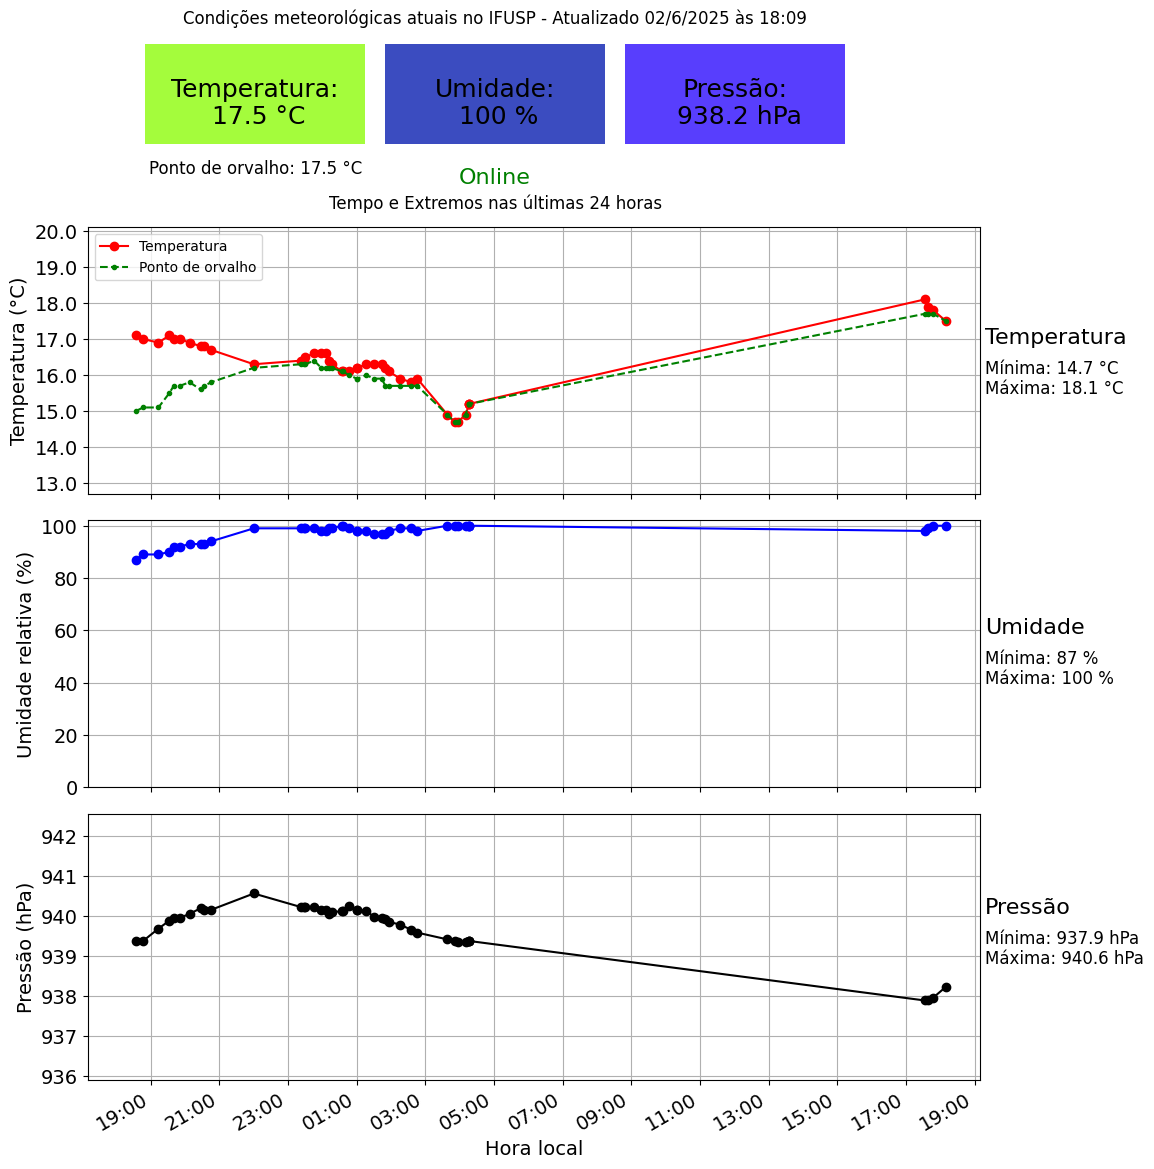 Condições meteorológicas atuais no IFUSP - Atualizado 02/6/2025 às 18:09
Temperatura:
17.5 °C
Umidade:
100 %
Pressão:
938.2 hPa
Ponto de orvalho: 17.5 °C
Online
Tempo e Extremos nas últimas 24 horas
Temperatura (°C)
20.0
19.0
18.0
17.0
16.0
15.0
14.0
13.0
Temperatura
Ponto de orvalho
Temperatura
Mínima: 14.7 °C
Máxima: 18.1 °C
Umidade relativa (%)
100
80
60
40
20
0
Umidade
Mínima: 87 %
Máxima: 100 %
Pressão (hPa)
942
941
940
939
938
937
936
Pressão
Mínima: 937.9 hPa
Máxima: 940.6 hPa
19:00 21:00 23:00 01:00 03:00 05:00 07:00 09:00 11:00 13:00 15:00 17:00 19:00
Hora local